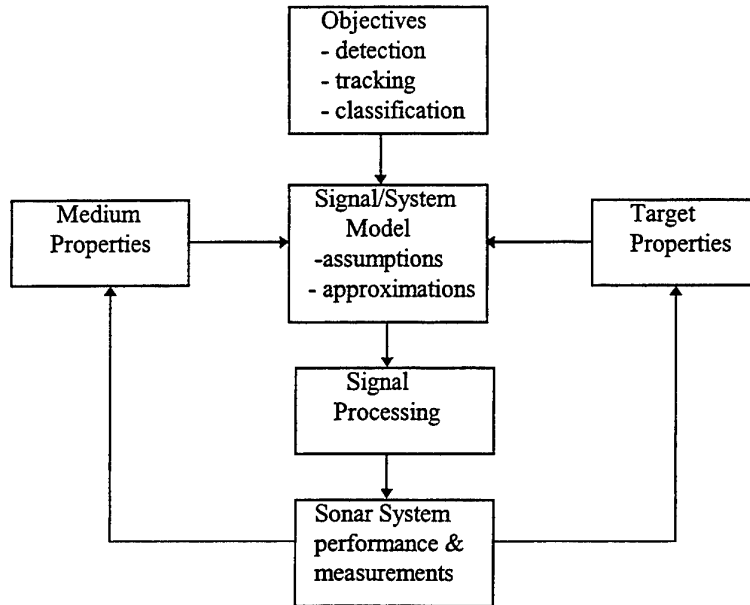 Objectives
- detection
- tracking
- classification
Medium
Properties
Signal/System
Model
-assumptions
- approximations
Target
Properties
Signal
Processing
Sonar System
performance &
measurements